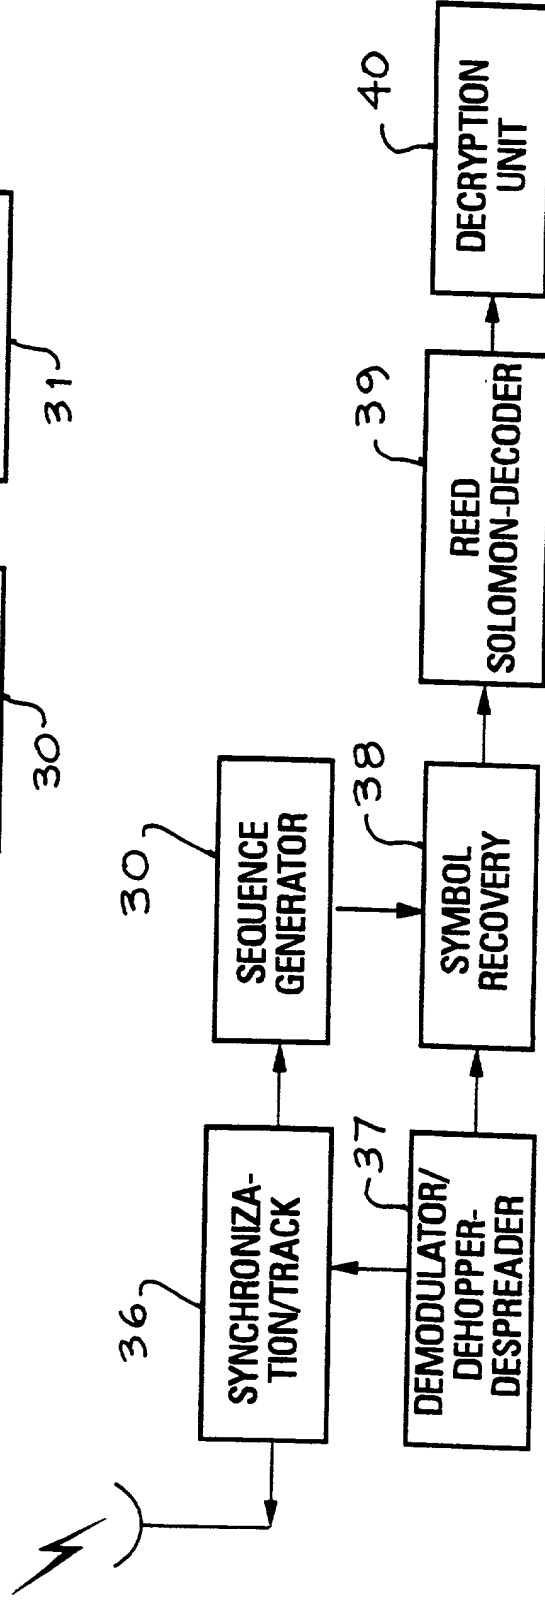 30
31
36
SYNCHRONIZA-
TION/TRACK
30
SEQUENCE
GENERATOR
37
DEMODULATOR/
DEHOPPER-
DESPREADER
38
SYMBOL
RECOVERY
39
REED
SOLOMON-DECODER
40
DECRYPTION
UNIT